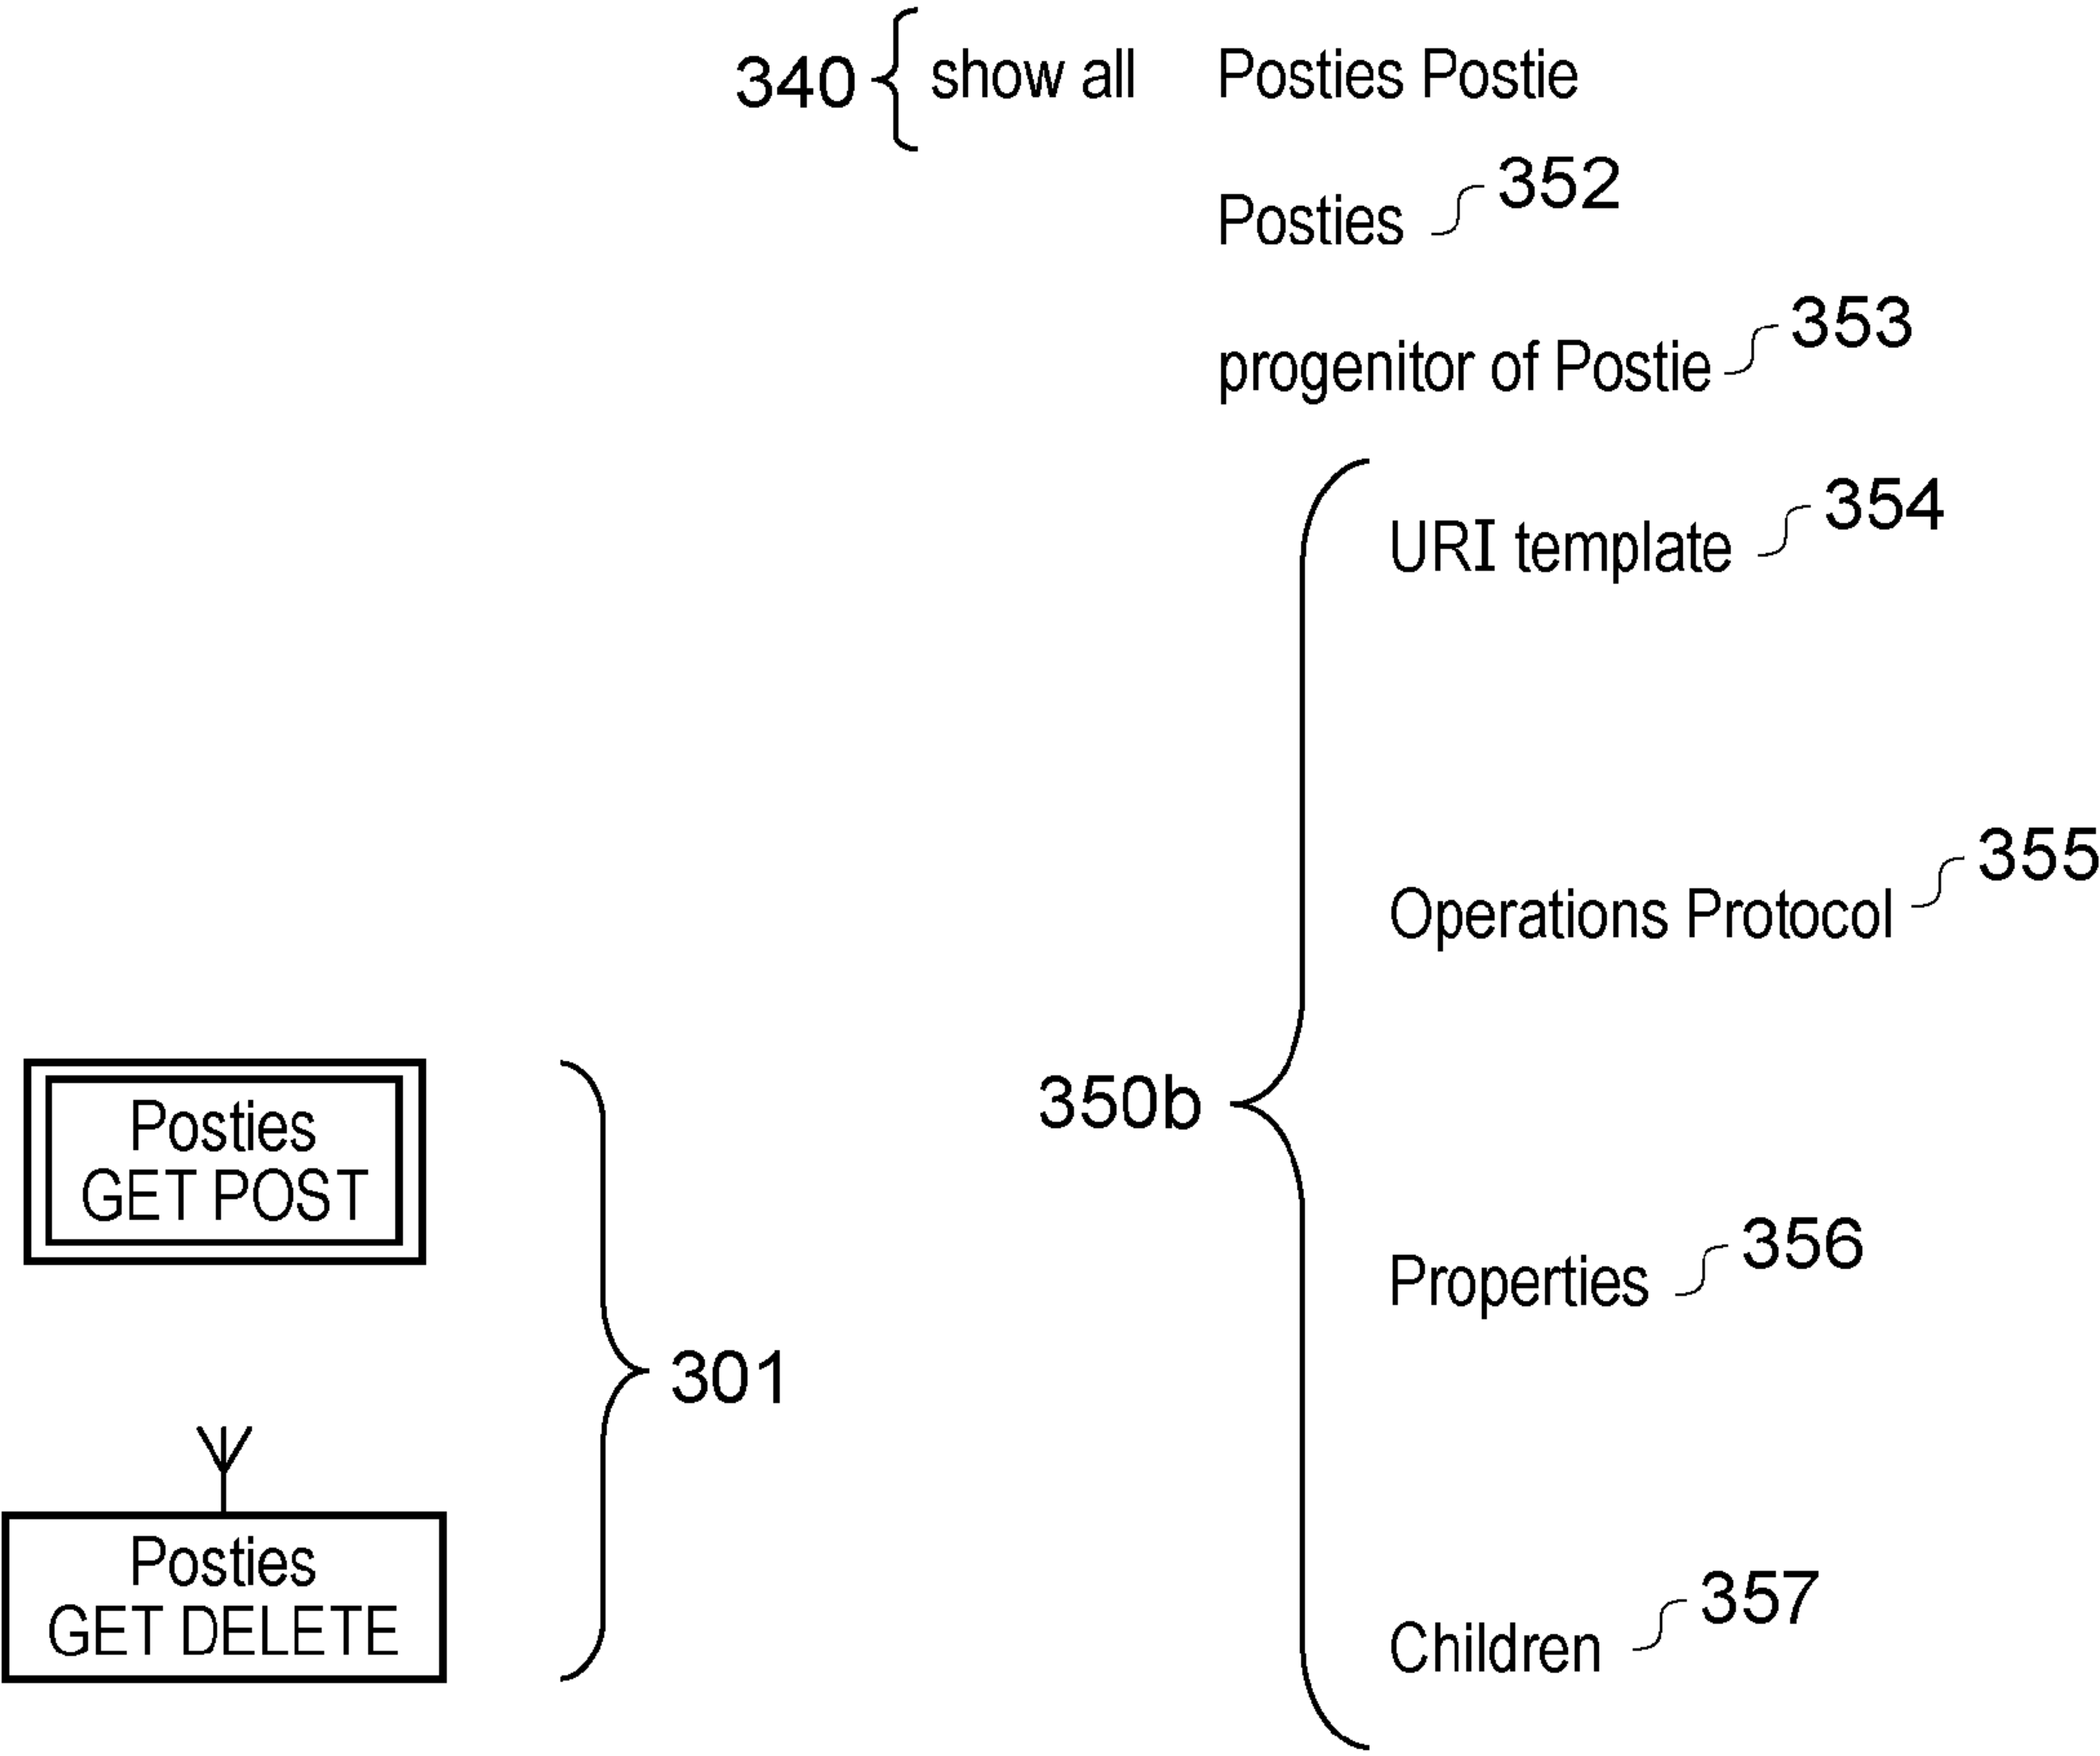 340 show all Posties Postie
Posties 352
progenitor of Postie 353
URI template 354
Operations Protocol 355
350b
Properties 356
Children 357
Posties
GET POST
301
Posties
GET DELETE